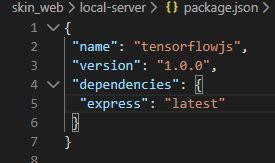 skin_web > local-server > package.json >
1 {
2 "name": "tensorflowjs",
3 "version": "1.0.0",
4 "dependencies": {
5 "express": "latest"
6 }
7 }